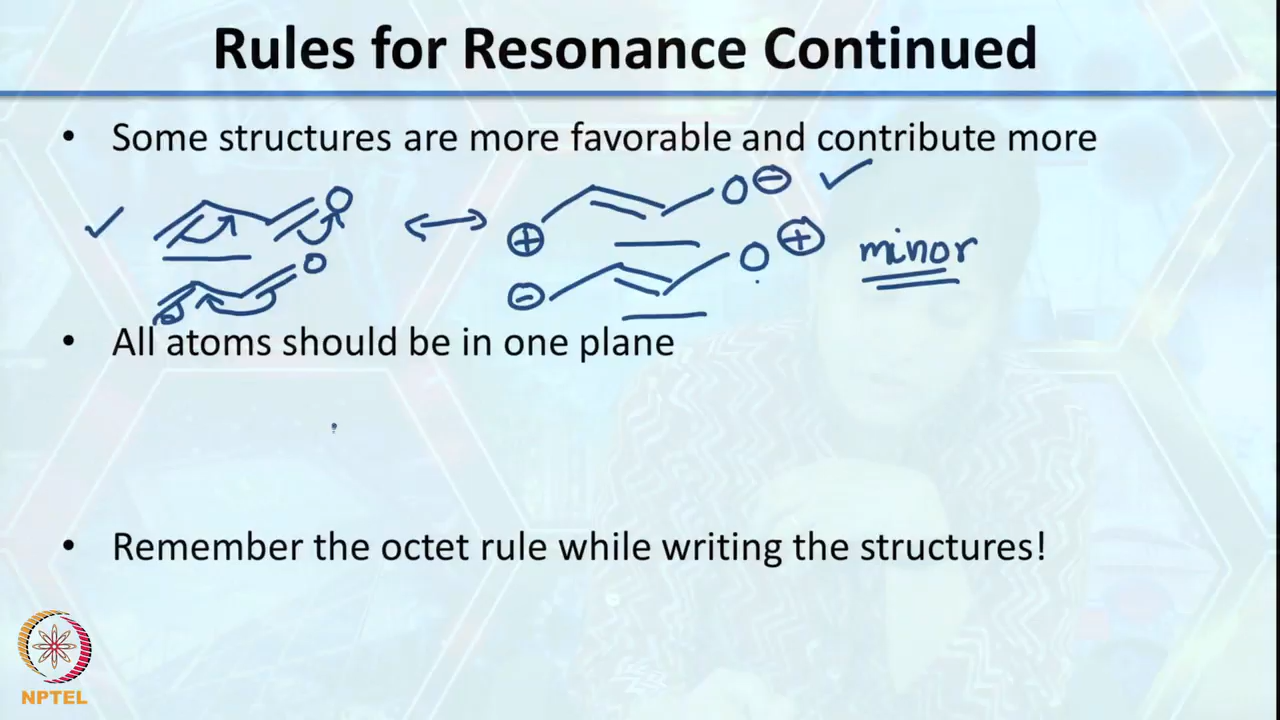 Rules for Resonance Continued
• Some structures are more favorable and contribute more
O ⊖ ✓
✓ O ↔
⊕ O ⊕ minor
O ⊖
• All atoms should be in one plane
• Remember the octet rule while writing the structures!
NPTEL